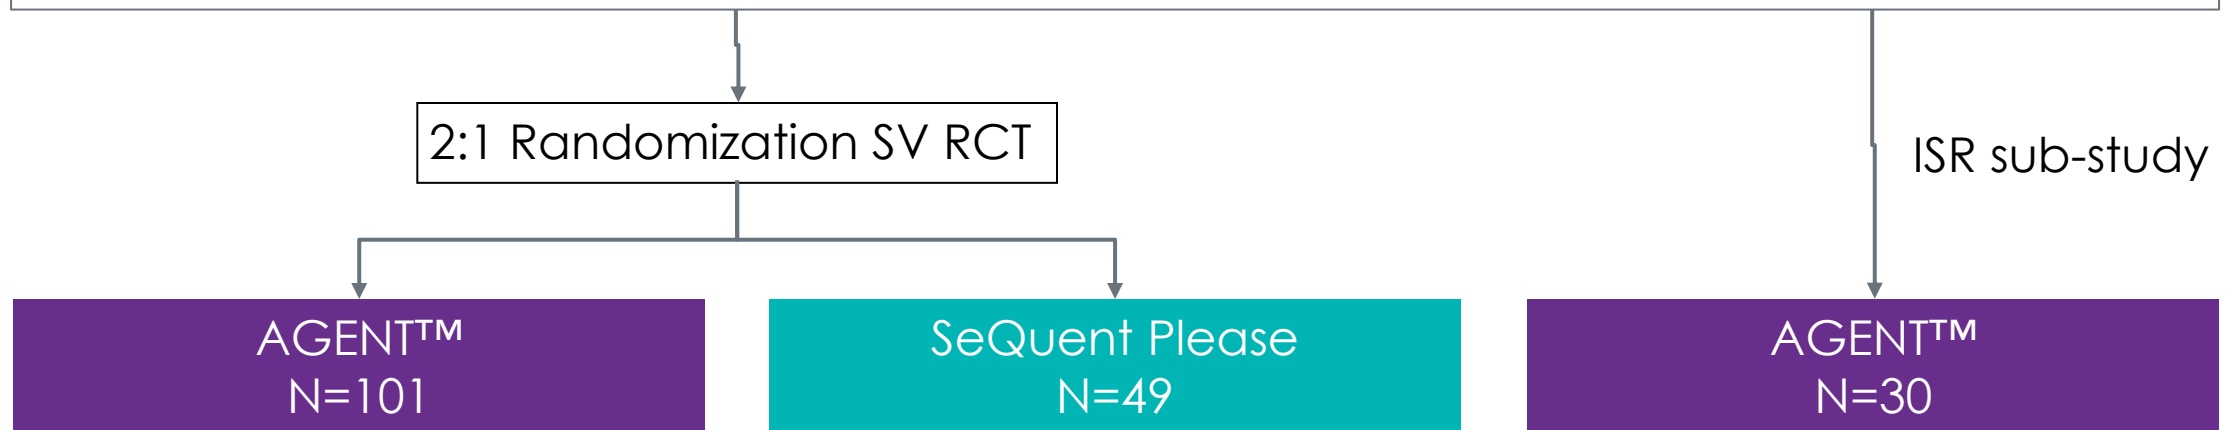 2:1 Randomization SV RCT
ISR sub-study
AGENT™
N=101
SeQuent Please
N=49
AGENT™
N=30